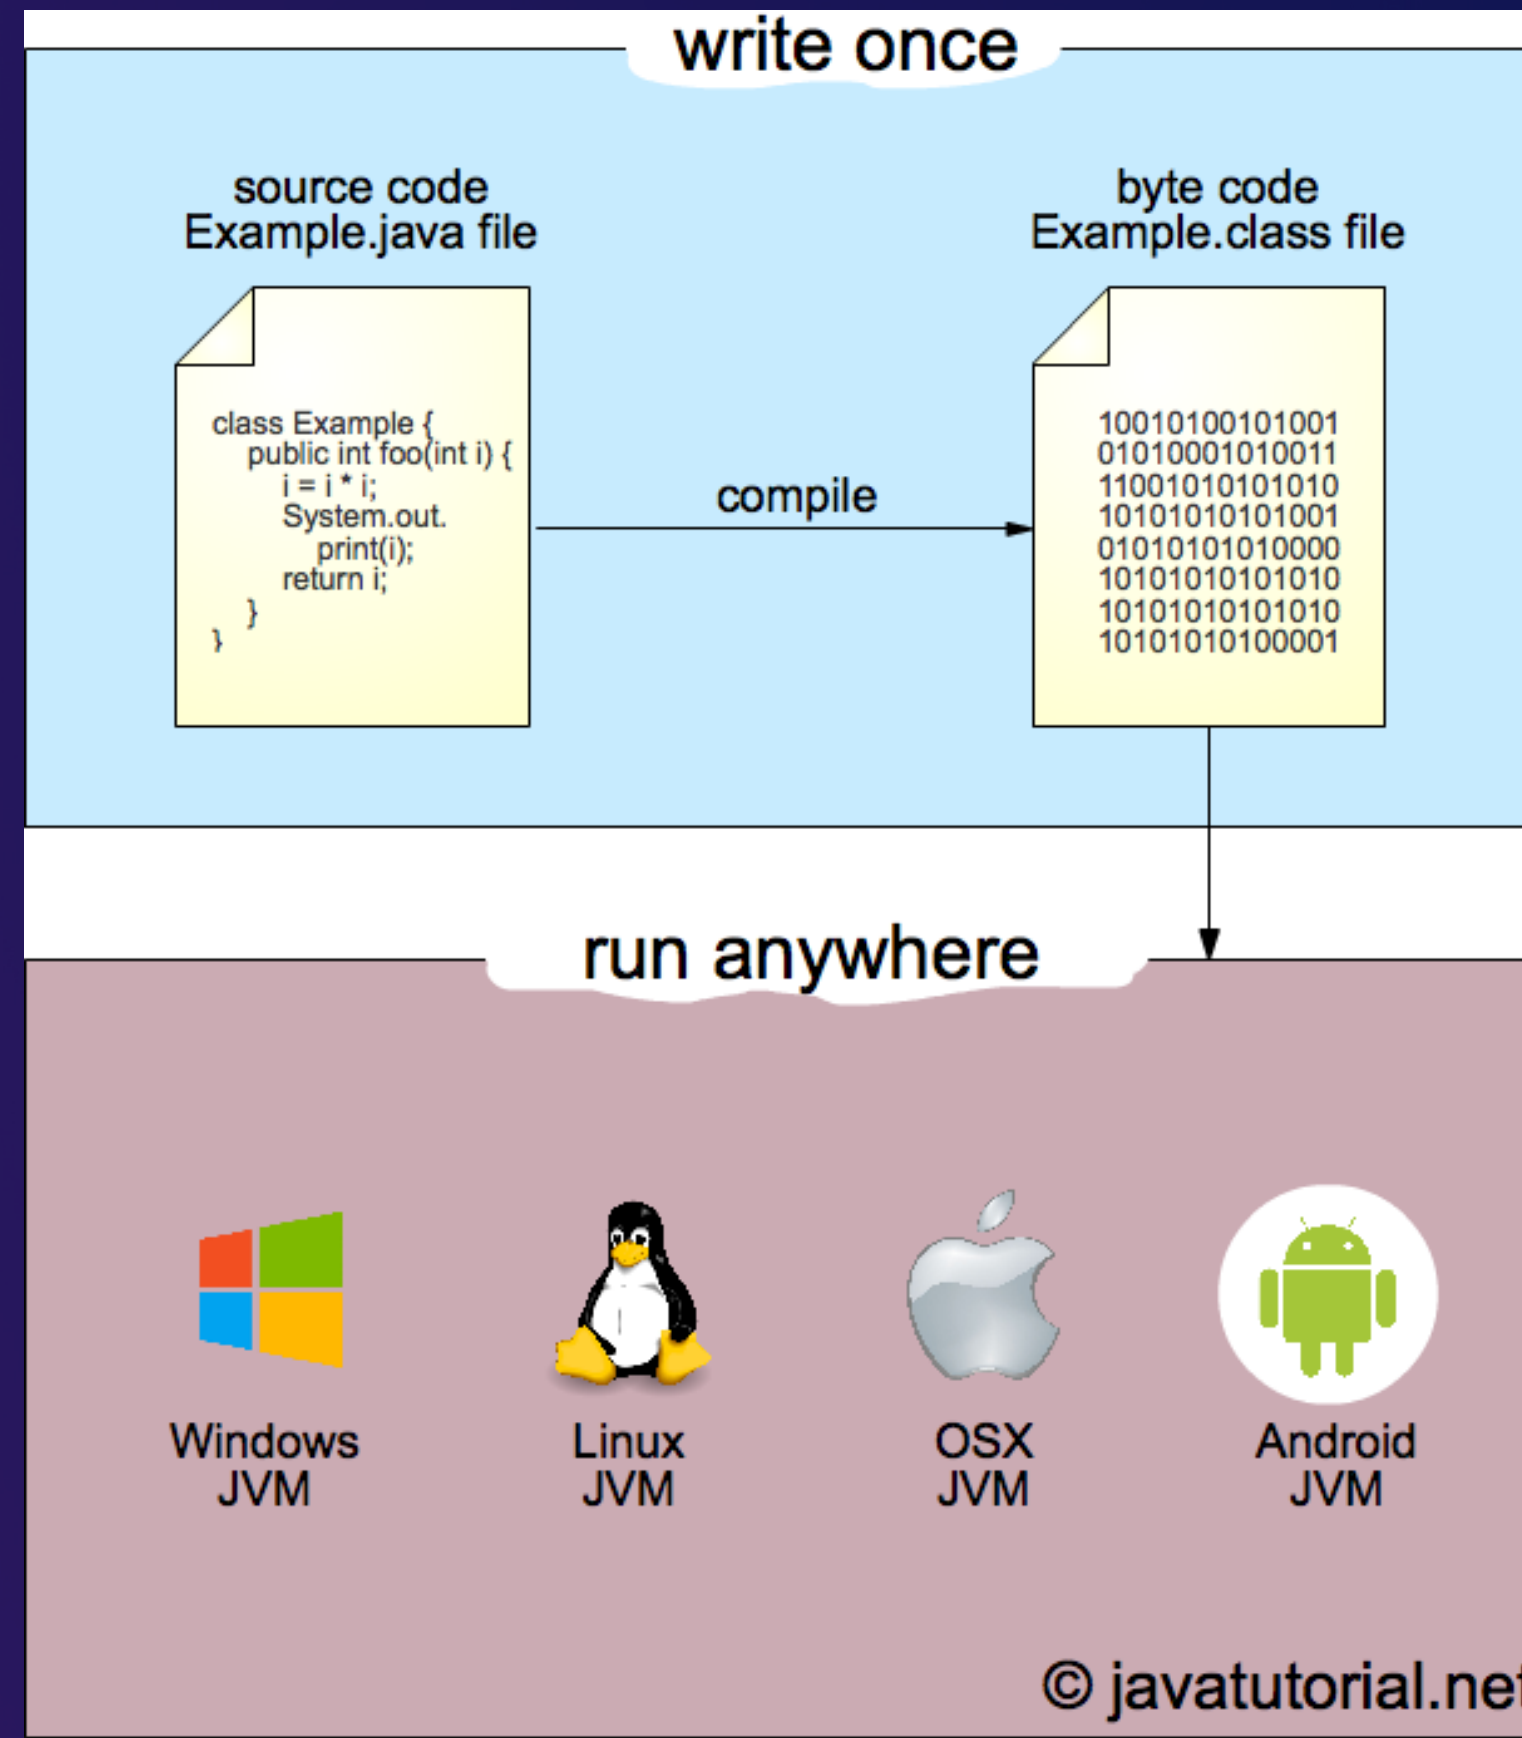 write once
source code
Example.java file
byte code
Example.class file
class Example {
public int foo(int i) {
i = i * i;
System.out.
print(i);
return i;
}
}
compile
10010100101001
01010001010011
11001010101010
10101010101001
01010101010000
10101010101010
10101010101010
10101010100001
run anywhere
Windows
JVM
Linux
JVM
OSX
JVM
Android
JVM
© javatutorial.net